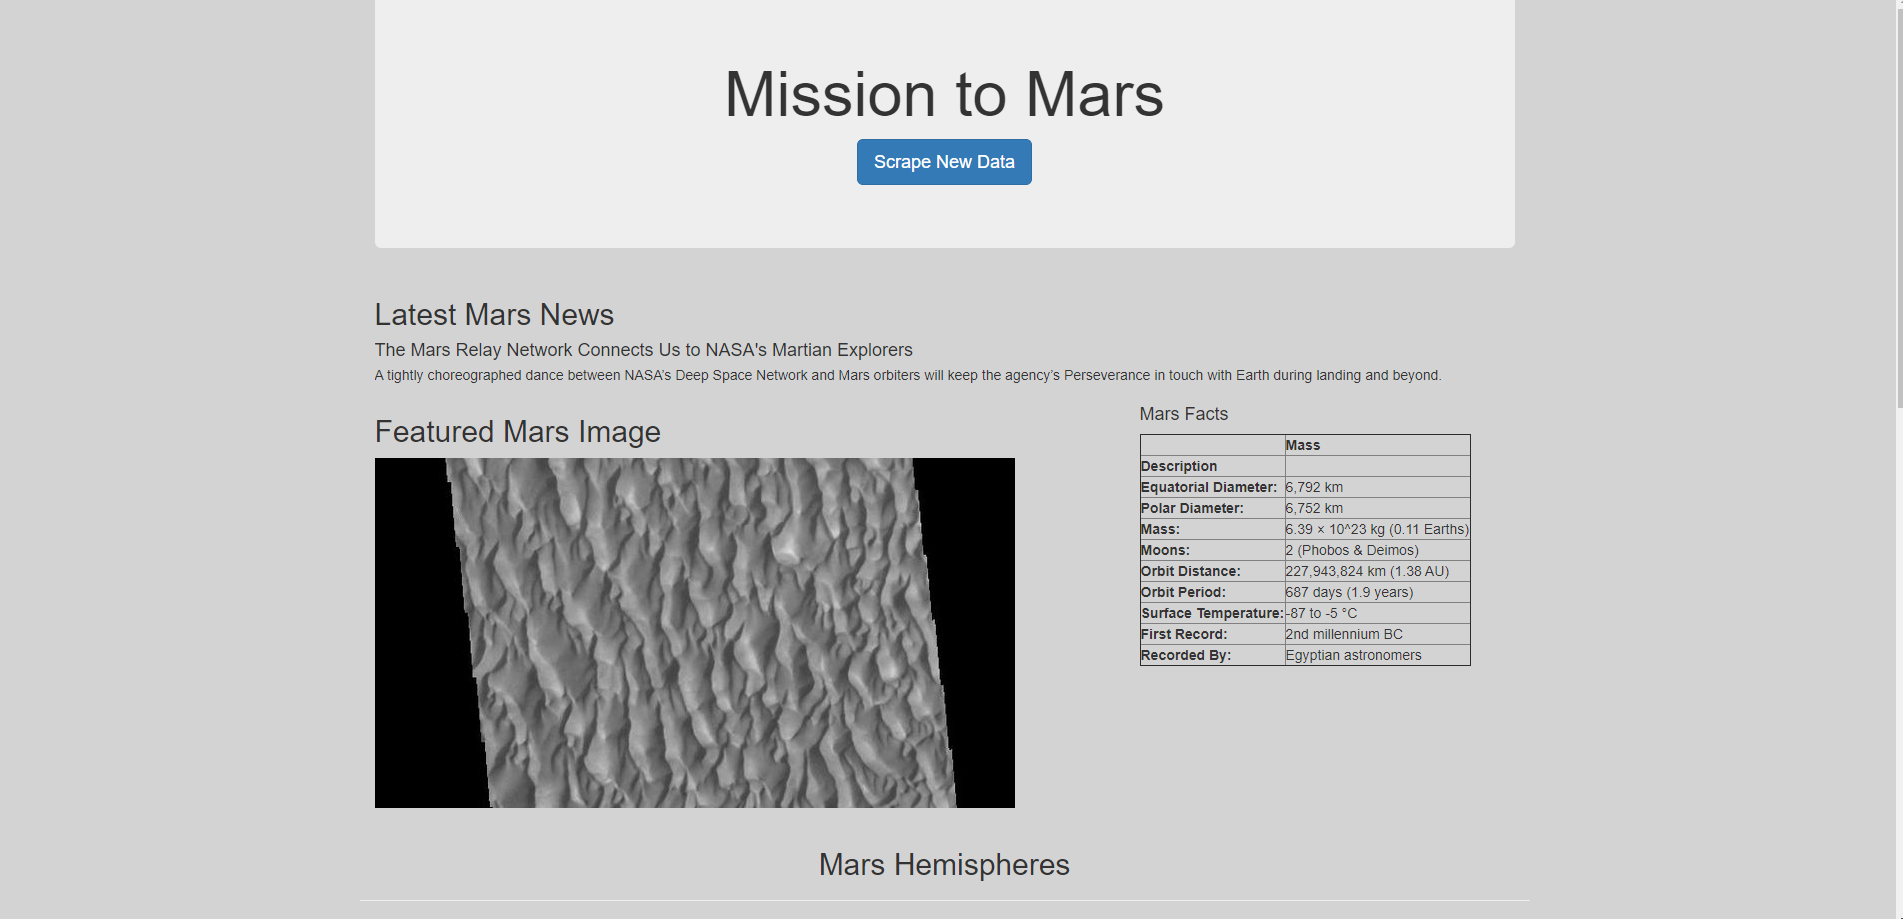 Mission to Mars
Scrape New Data
Latest Mars News
The Mars Relay Network Connects Us to NASA's Martian Explorers
A tightly choreographed dance between NASA’s Deep Space Network and Mars orbiters will keep the agency’s Perseverance in touch with Earth during landing and beyond.
Featured Mars Image
Mars Facts
Mass
Description
Equatorial Diameter: 6,792 km
Polar Diameter: 6,752 km
Mass: 6.39 × 10^23 kg (0.11 Earths)
Moons: 2 (Phobos & Deimos)
Orbit Distance: 227,943,824 km (1.38 AU)
Orbit Period: 687 days (1.9 years)
Surface Temperature: -87 to -5 °C
First Record: 2nd millennium BC
Recorded By: Egyptian astronomers
Mars Hemispheres